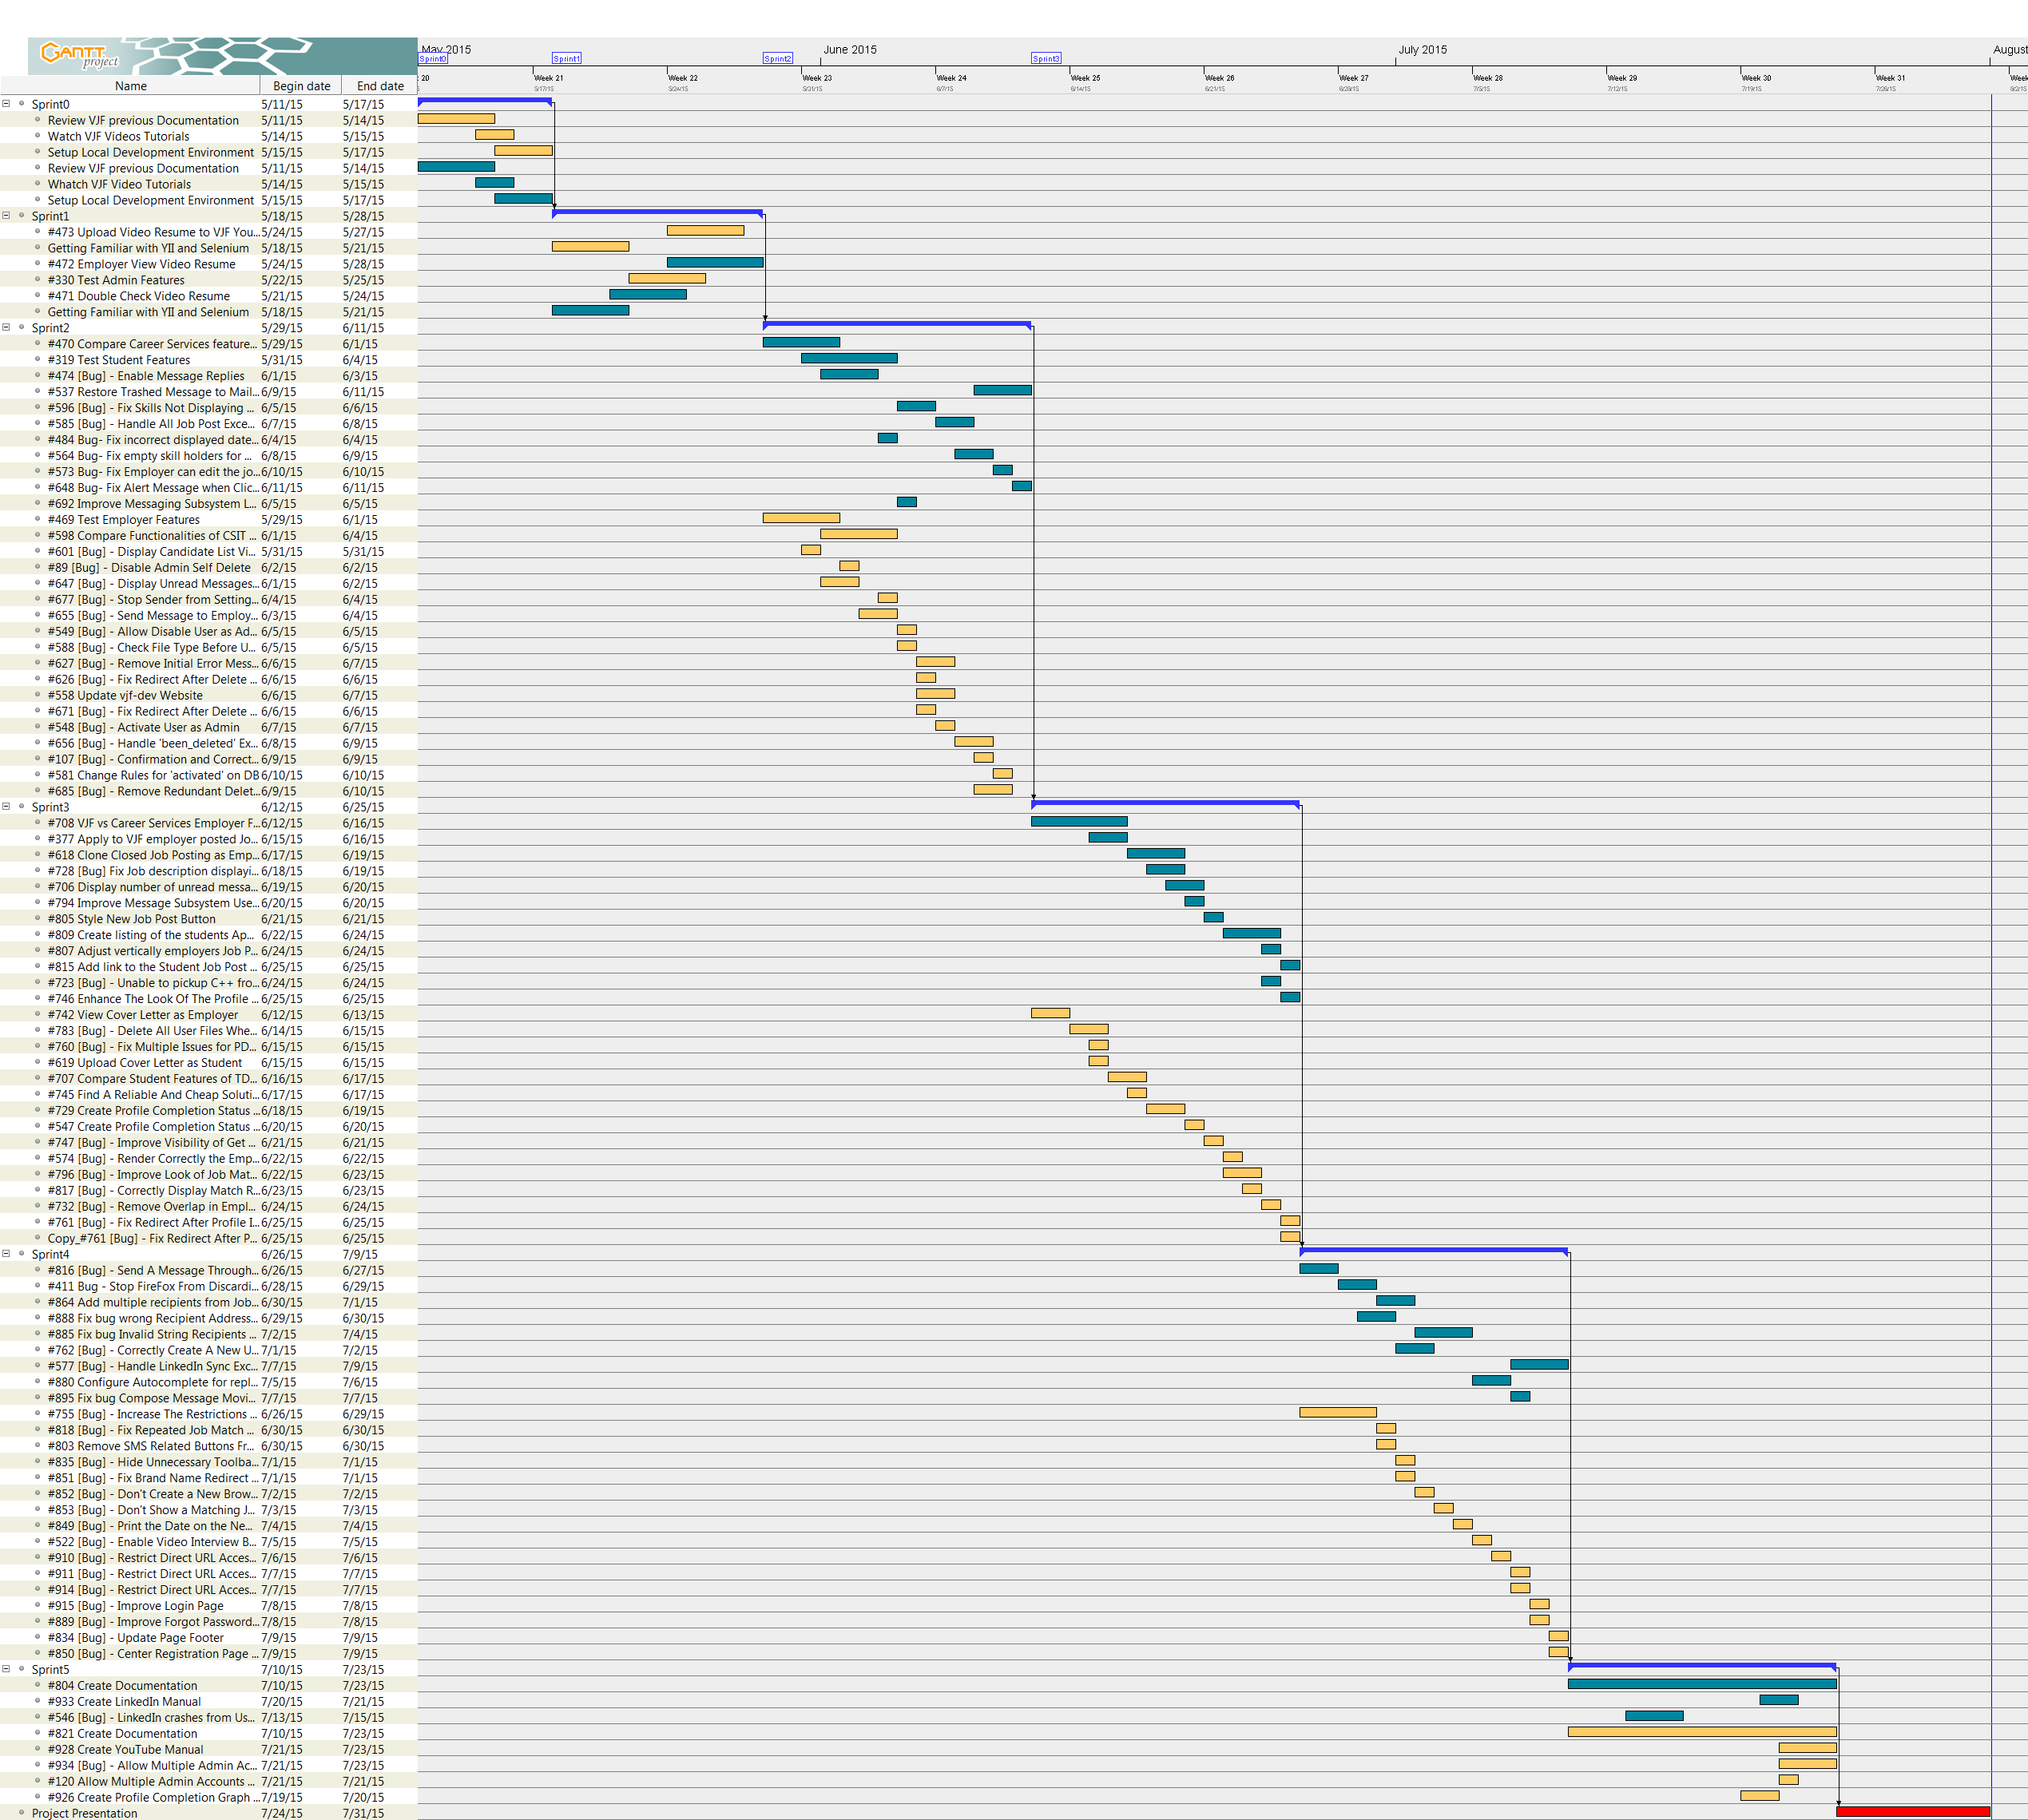 GANTT
project
May 2015 June 2015 July 2015 August
Sprint0 Sprint1 Sprint2 Sprint3
20 Week 21 Week 22 Week 23 Week 24 Week 25 Week 26 Week 27 Week 28 Week 29 Week 30 Week 31
5/17/15 5/24/15 5/31/15 6/7/15 6/14/15 6/21/15 6/28/15 7/5/15 7/12/15 7/19/15 7/26/15 8/2/15
Name Begin date End date
Sprint0 5/11/15 5/17/15
Review VJF previous Documentation 5/11/15 5/14/15
Watch VJF Videos Tutorials 5/14/15 5/15/15
Setup Local Development Environment 5/15/15 5/17/15
Review VJF previous Documentation 5/11/15 5/14/15
Whatch VJF Video Tutorials 5/14/15 5/15/15
Setup Local Development Environment 5/15/15 5/17/15
Sprint1 5/18/15 5/28/15
#473 Upload Video Resume to VJF You... 5/24/15 5/27/15
Getting Familiar with YII and Selenium 5/18/15 5/21/15
#472 Employer View Video Resume 5/24/15 5/28/15
#330 Test Admin Features 5/22/15 5/25/15
#471 Double Check Video Resume 5/21/15 5/24/15
Getting Familiar with YII and Selenium 5/18/15 5/21/15
Sprint2 5/29/15 6/11/15
#470 Compare Career Services feature... 5/29/15 6/1/15
#319 Test Student Features 5/31/15 6/4/15
#474 [Bug] - Enable Message Replies 6/1/15 6/3/15
#537 Restore Trashed Message to Mail... 6/9/15 6/11/15
#596 [Bug] - Fix Skills Not Displaying ... 6/5/15 6/6/15
#585 [Bug] - Handle All Job Post Exce... 6/7/15 6/8/15
#484 Bug- Fix incorrect displayed date... 6/4/15 6/4/15
#564 Bug- Fix empty skill holders for ... 6/8/15 6/9/15
#573 Bug- Fix Employer can edit the jo... 6/10/15 6/10/15
#648 Bug- Fix Alert Message when Clic... 6/11/15 6/11/15
#692 Improve Messaging Subsystem L... 6/5/15 6/5/15
#469 Test Employer Features 5/29/15 6/1/15
#598 Compare Functionalities of CSIT ... 6/1/15 6/4/15
#601 [Bug] - Display Candidate List Vi... 5/31/15 5/31/15
#89 [Bug] - Disable Admin Self Delete 6/2/15 6/2/15
#647 [Bug] - Display Unread Messages... 6/1/15 6/2/15
#677 [Bug] - Stop Sender from Setting... 6/4/15 6/4/15
#655 [Bug] - Send Message to Employ... 6/3/15 6/4/15
#549 [Bug] - Allow Disable User as Ad... 6/5/15 6/5/15
#588 [Bug] - Check File Type Before U... 6/5/15 6/5/15
#627 [Bug] - Remove Initial Error Mess... 6/6/15 6/7/15
#626 [Bug] - Fix Redirect After Delete ... 6/6/15 6/6/15
#558 Update vjf-dev Website 6/6/15 6/7/15
#671 [Bug] - Fix Redirect After Delete ... 6/6/15 6/6/15
#548 [Bug] - Activate User as Admin 6/7/15 6/7/15
#656 [Bug] - Handle 'been_deleted' Ex... 6/8/15 6/9/15
#107 [Bug] - Confirmation and Correct... 6/9/15 6/9/15
#581 Change Rules for 'activated' on DB 6/10/15 6/10/15
#685 [Bug] - Remove Redundant Delet... 6/9/15 6/10/15
Sprint3 6/12/15 6/25/15
#708 VJF vs Career Services Employer F... 6/12/15 6/16/15
#377 Apply to VJF employer posted Jo... 6/15/15 6/16/15
#618 Clone Closed Job Posting as Emp... 6/17/15 6/19/15
#728 [Bug] Fix Job description displayi... 6/18/15 6/19/15
#706 Display number of unread messa... 6/19/15 6/20/15
#794 Improve Message Subsystem Use... 6/20/15 6/20/15
#805 Style New Job Post Button 6/21/15 6/21/15
#809 Create listing of the students Ap... 6/22/15 6/24/15
#807 Adjust vertically employers Job P... 6/24/15 6/24/15
#815 Add link to the Student Job Post ... 6/25/15 6/25/15
#723 [Bug] - Unable to pickup C++ fro... 6/24/15 6/24/15
#746 Enhance The Look Of The Profile ... 6/25/15 6/25/15
#742 View Cover Letter as Employer 6/12/15 6/13/15
#783 [Bug] - Delete All User Files Whe... 6/14/15 6/15/15
#760 [Bug] - Fix Multiple Issues for PD... 6/15/15 6/15/15
#619 Upload Cover Letter as Student 6/15/15 6/15/15
#707 Compare Student Features of TD... 6/16/15 6/17/15
#745 Find A Reliable And Cheap Soluti... 6/17/15 6/17/15
#729 Create Profile Completion Status ... 6/18/15 6/19/15
#547 Create Profile Completion Status ... 6/20/15 6/20/15
#747 [Bug] - Improve Visibility of Get ... 6/21/15 6/21/15
#574 [Bug] - Render Correctly the Emp... 6/22/15 6/22/15
#796 [Bug] - Improve Look of Job Mat... 6/22/15 6/23/15
#817 [Bug] - Correctly Display Match R... 6/23/15 6/23/15
#732 [Bug] - Remove Overlap in Empl... 6/24/15 6/24/15
#761 [Bug] - Fix Redirect After Profile I... 6/25/15 6/25/15
Copy_#761 [Bug] - Fix Redirect After P... 6/25/15 6/25/15
Sprint4 6/26/15 7/9/15
#816 [Bug] - Send A Message Through... 6/26/15 6/27/15
#411 Bug - Stop FireFox From Discardi... 6/28/15 6/29/15
#864 Add multiple recipients from Job... 6/30/15 7/1/15
#888 Fix bug wrong Recipient Address... 6/29/15 6/30/15
#885 Fix bug Invalid String Recipients ... 7/2/15 7/4/15
#762 [Bug] - Correctly Create A New U... 7/1/15 7/2/15
#577 [Bug] - Handle LinkedIn Sync Exc... 7/7/15 7/9/15
#880 Configure Autocomplete for repl... 7/5/15 7/6/15
#895 Fix bug Compose Message Movi... 7/7/15 7/7/15
#755 [Bug] - Increase The Restrictions ... 6/26/15 6/29/15
#818 [Bug] - Fix Repeated Job Match ... 6/30/15 6/30/15
#803 Remove SMS Related Buttons Fr... 6/30/15 6/30/15
#835 [Bug] - Hide Unnecessary Toolba... 7/1/15 7/1/15
#851 [Bug] - Fix Brand Name Redirect ... 7/1/15 7/1/15
#852 [Bug] - Don't Create a New Brow... 7/2/15 7/2/15
#853 [Bug] - Don't Show a Matching J... 7/3/15 7/3/15
#849 [Bug] - Print the Date on the Ne... 7/4/15 7/4/15
#522 [Bug] - Enable Video Interview B... 7/5/15 7/5/15
#910 [Bug] - Restrict Direct URL Acces... 7/6/15 7/6/15
#911 [Bug] - Restrict Direct URL Acces... 7/7/15 7/7/15
#914 [Bug] - Restrict Direct URL Acces... 7/7/15 7/7/15
#915 [Bug] - Improve Login Page 7/8/15 7/8/15
#889 [Bug] - Improve Forgot Password... 7/8/15 7/8/15
#834 [Bug] - Update Page Footer 7/9/15 7/9/15
#850 [Bug] - Center Registration Page ... 7/9/15 7/9/15
Sprint5 7/10/15 7/23/15
#804 Create Documentation 7/10/15 7/23/15
#933 Create LinkedIn Manual 7/20/15 7/21/15
#546 [Bug] - LinkedIn crashes from Us... 7/13/15 7/15/15
#821 Create Documentation 7/10/15 7/23/15
#928 Create YouTube Manual 7/21/15 7/23/15
#934 [Bug] - Allow Multiple Admin Ac... 7/21/15 7/23/15
#120 Allow Multiple Admin Accounts ... 7/21/15 7/21/15
#926 Create Profile Completion Graph ... 7/19/15 7/20/15
Project Presentation 7/24/15 7/31/15